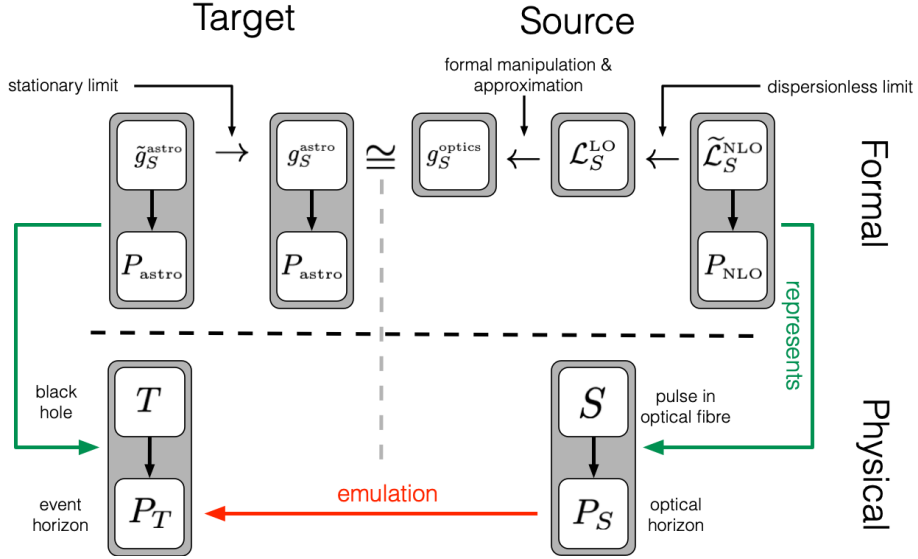 Target
Source
formal manipulation &
approximation
stationary limit
dispersionless limit
g̃_S^astro → g_S^astro ≅ g_S^optics ← ℒ_S^LO ← ℒ̃_S^NLO
P_astro
P_astro
P_NLO
Formal
represents
T
S
black
hole
pulse in
optical fibre
Physical
P_T
P_S
event
horizon
emulation
optical
horizon